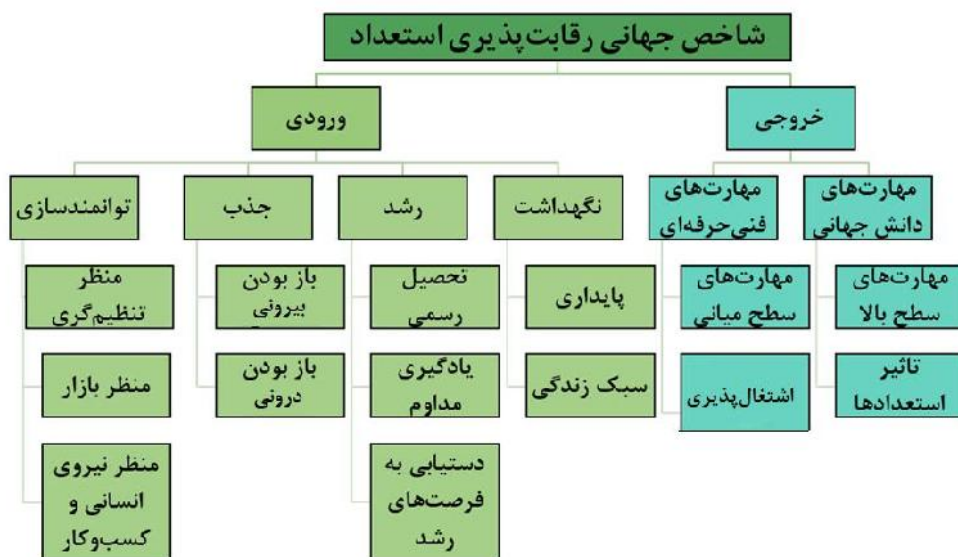 شاخص جهانی رقابت‌پذیری استعداد
خروجی
ورودی
مهارت‌های
دانش جهانی
مهارت‌های
فنی‌حرفه‌ای
نگهداشت
رشد
جذب
توانمندسازی
مهارت‌های
سطح بالا
مهارت‌های
سطح میانی
پایداری
تحصیل
رسمی
باز بودن
بیرونی
منظر
تنظیم‌گری
تاثیر
استعدادها
اشتغال‌پذیری
سبک زندگی
یادگیری
مداوم
باز بودن
درونی
منظر بازار
دستیابی به
فرصت‌های
رشد
منظر نیروی
انسانی و
کسب‌وکار